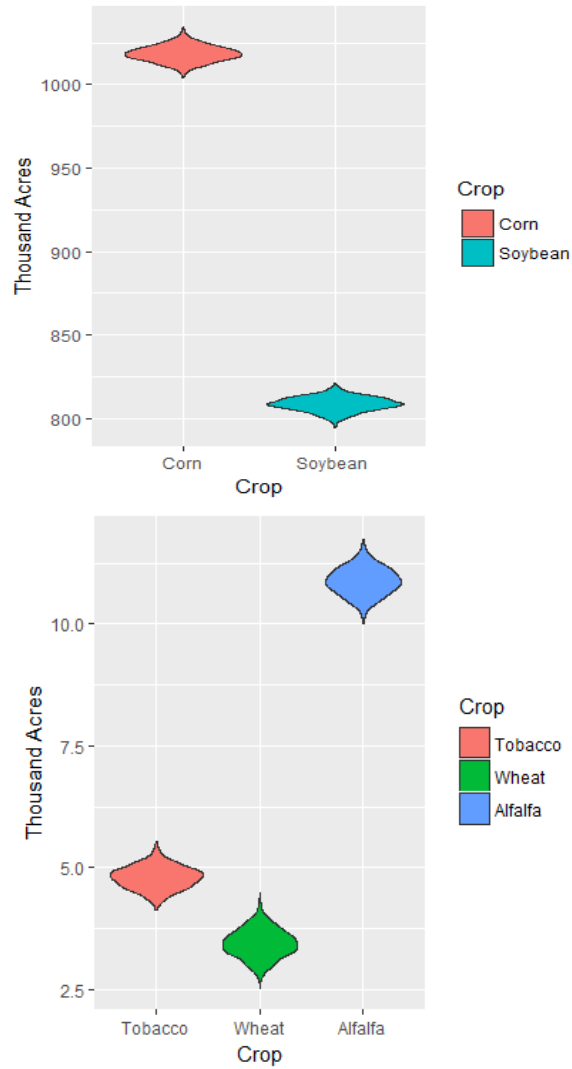 1000
950
900
850
800
Thousand Acres
Corn Soybean
Crop
Crop
Corn
Soybean
10.0
7.5
5.0
2.5
Thousand Acres
Tobacco Wheat Alfalfa
Crop
Crop
Tobacco
Wheat
Alfalfa